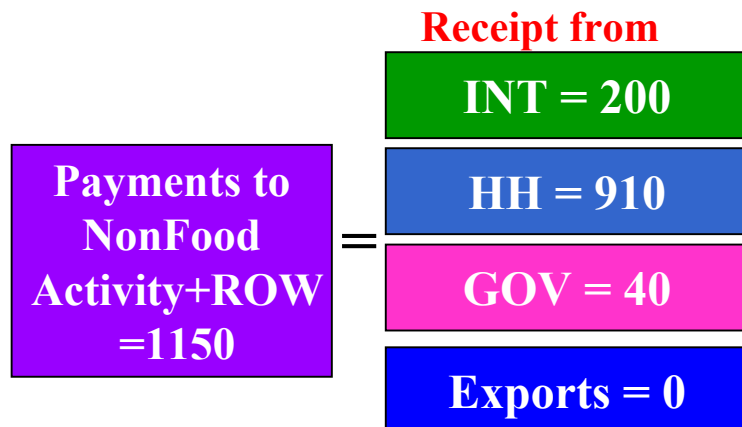 Receipt from
INT = 200
HH = 910
GOV = 40
Exports = 0
Payments to
NonFood
Activity+ROW
=1150
=